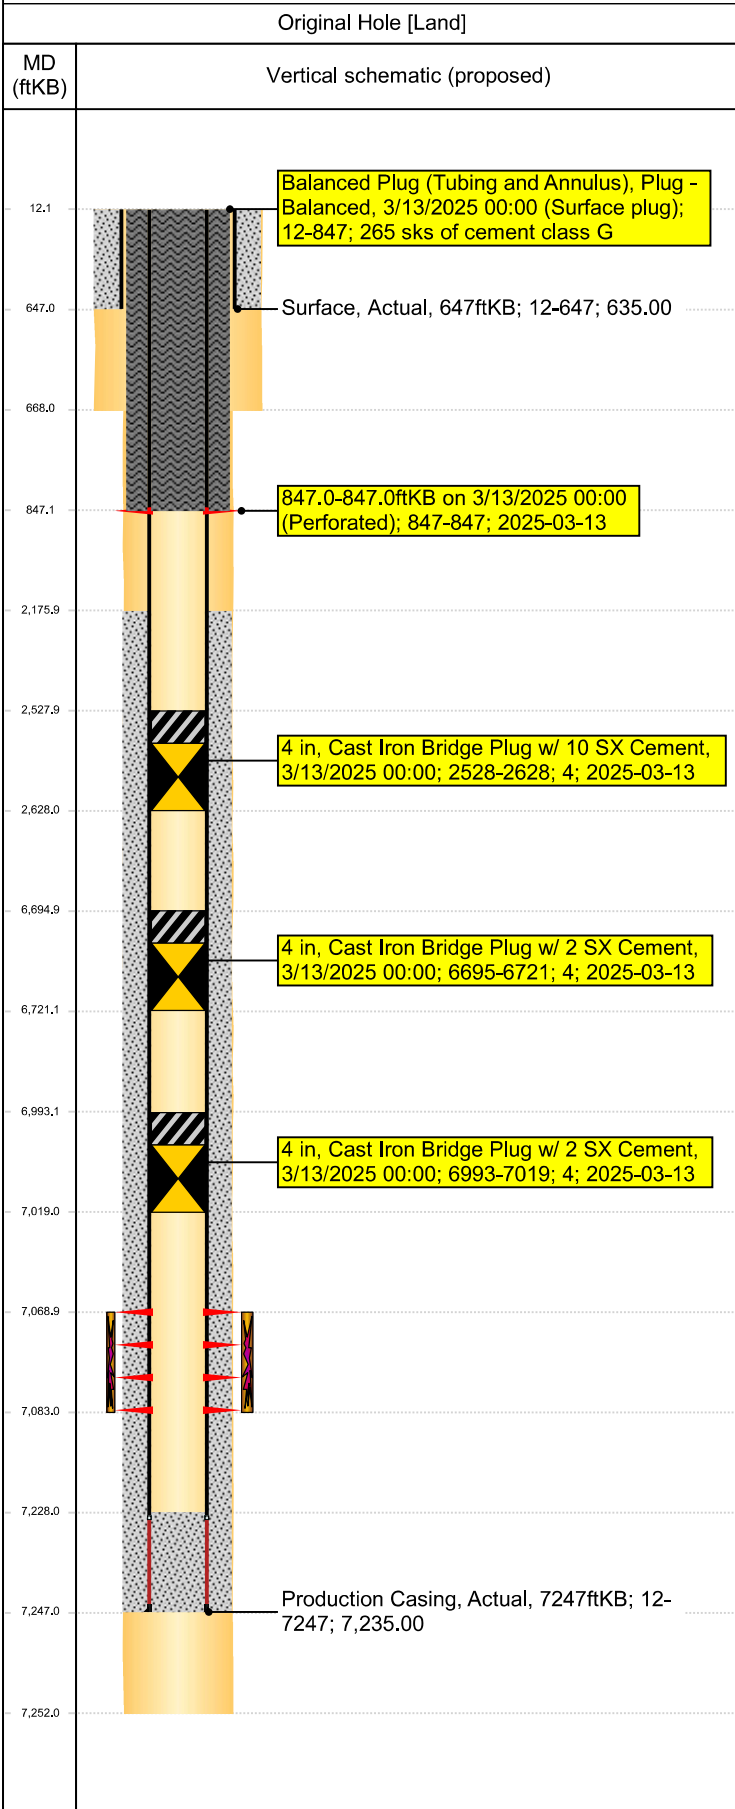 Original Hole [Land]
MD
(ftKB)
Vertical schematic (proposed)
Balanced Plug (Tubing and Annulus), Plug -
Balanced, 3/13/2025 00:00 (Surface plug);
12-847; 265 sks of cement class G
12.1
647.0
Surface, Actual, 647ftKB; 12-647; 635.00
668.0
847.0-847.0ftKB on 3/13/2025 00:00
(Perforated); 847-847; 2025-03-13
847.1
2,175.9
2,527.9
4 in, Cast Iron Bridge Plug w/ 10 SX Cement,
3/13/2025 00:00; 2528-2628; 4; 2025-03-13
2,628.0
6,694.9
4 in, Cast Iron Bridge Plug w/ 2 SX Cement,
3/13/2025 00:00; 6695-6721; 4; 2025-03-13
6,721.1
6,993.1
4 in, Cast Iron Bridge Plug w/ 2 SX Cement,
3/13/2025 00:00; 6993-7019; 4; 2025-03-13
7,019.0
7,068.9
7,083.0
7,228.0
Production Casing, Actual, 7247ftKB; 12-
7247; 7,235.00
7,247.0
7,252.0